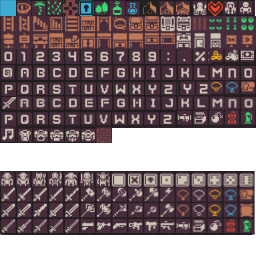 0 1 2 3 4 5 6 7 8 9 . %
@ A B C D E F G H I J K L M N O
P Q R S T U V W X Y Z
A B C D E F G H I J K L M N O
P Q R S T U V W X Y Z